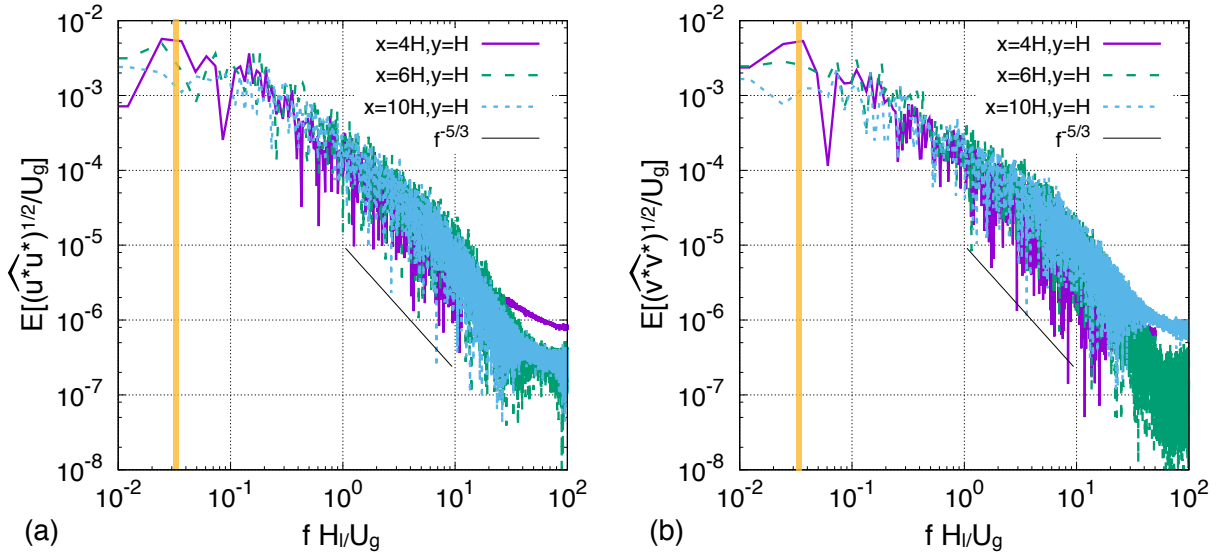 x=4H,y=H
x=6H,y=H
x=10H,y=H
f^-5/3
E[(û*u*)^1/2/U_g]
10^-2
10^-3
10^-4
10^-5
10^-6
10^-7
10^-8
10^-2 10^-1 10^0 10^1 10^2
(a) f H_l/U_g
x=4H,y=H
x=6H,y=H
x=10H,y=H
f^-5/3
E[(v̂*v*)^1/2/U_g]
10^-2
10^-3
10^-4
10^-5
10^-6
10^-7
10^-8
10^-2 10^-1 10^0 10^1 10^2
(b) f H_l/U_g